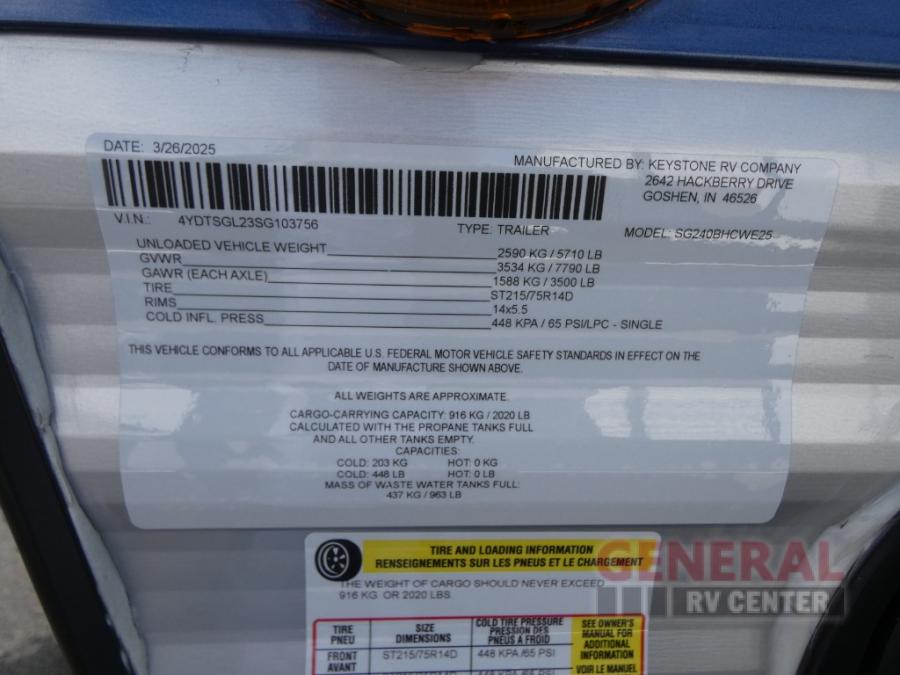 DATE: 3/26/2025
MANUFACTURED BY: KEYSTONE RV COMPANY
2642 HACKBERRY DRIVE
GOSHEN, IN 46526
V.I.N.: 4YDTSGL23SG103756
TYPE: TRAILER
MODEL: SG240BHCWE25
UNLOADED VEHICLE WEIGHT 2590 KG / 5710 LB
GVWR 3534 KG / 7790 LB
GAWR (EACH AXLE) 1588 KG / 3500 LB
TIRE ST215/75R14D
RIMS 14x5.5
COLD INFL. PRESS 448 KPA / 65 PSI/LPC - SINGLE
THIS VEHICLE CONFORMS TO ALL APPLICABLE U.S. FEDERAL MOTOR VEHICLE SAFETY STANDARDS IN EFFECT ON THE
DATE OF MANUFACTURE SHOWN ABOVE.
ALL WEIGHTS ARE APPROXIMATE.
CARGO-CARRYING CAPACITY: 916 KG / 2020 LB
CALCULATED WITH THE PROPANE TANKS FULL
AND ALL OTHER TANKS EMPTY.
CAPACITIES:
COLD: 203 KG HOT: 0 KG
COLD: 448 LB HOT: 0 LB
MASS OF WASTE WATER TANKS FULL:
437 KG / 963 LB
TIRE AND LOADING INFORMATION
RENSEIGNEMENTS SUR LES PNEUS ET LE CHARGEMENT
THE WEIGHT OF CARGO SHOULD NEVER EXCEED
916 KG OR 2020 LBS.
TIRE
PNEU
SIZE
DIMENSIONS
COLD TIRE PRESSURE
PRESSION DES
PNEUS A FROID
SEE OWNER'S
MANUAL FOR
ADDITIONAL
INFORMATION
VOIR LE MANUEL
FRONT
AVANT
ST215/75R14D
448 KPA /65 PSI
GENERAL
RV CENTER